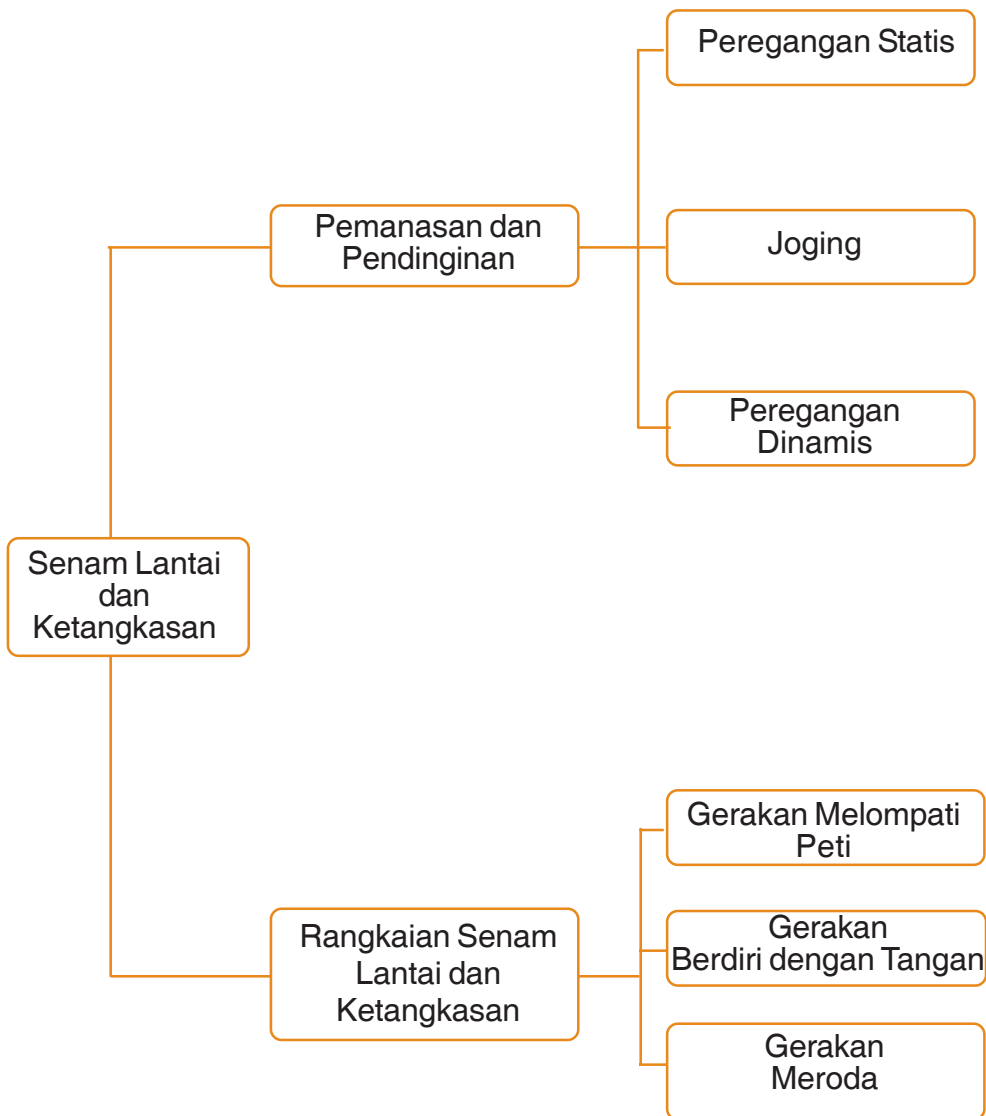 Peregangan Statis
Pemanasan dan
Pendinginan
Joging
Peregangan
Dinamis
Senam Lantai
dan
Ketangkasan
Gerakan Melompati
Peti
Rangkaian Senam
Lantai dan
Ketangkasan
Gerakan
Berdiri dengan Tangan
Gerakan
Meroda